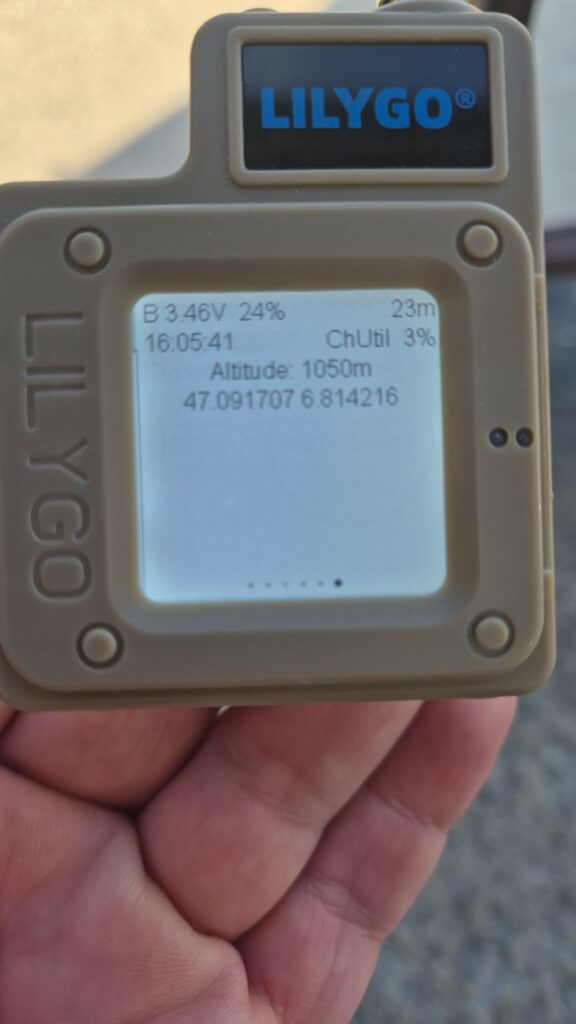 LILYGO®
LILYGO
B 3.46V 24% 23m
16:05:41 ChUtil 3%
Altitude: 1050m
47.091707 6.814216